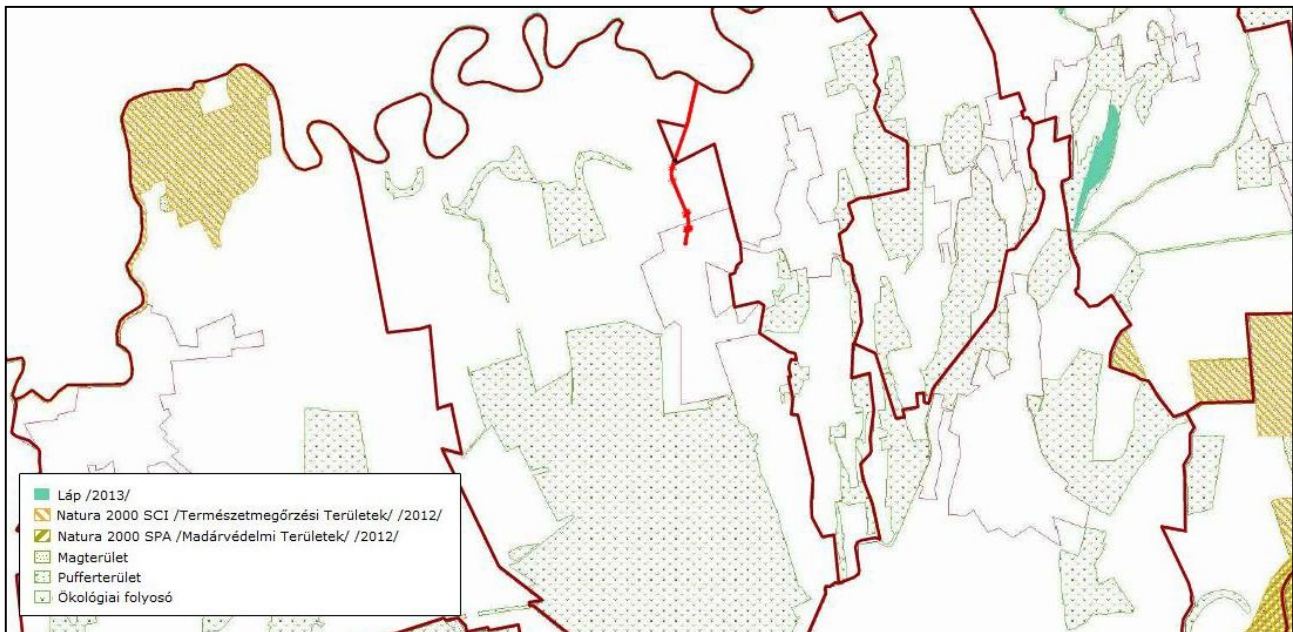 Láp /2013/
Natura 2000 SCI /Természetmegőrzési Területek/ /2012/
Natura 2000 SPA /Madárvédelmi Területek/ /2012/
Magterület
Pufferterület
Ökológiai folyosó